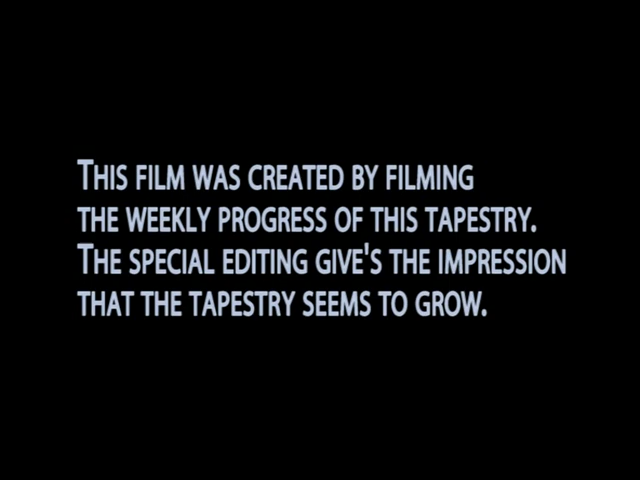 This film was created by filming
the weekly progress of this tapestry.
The special editing give's the impression
that the tapestry seems to grow.